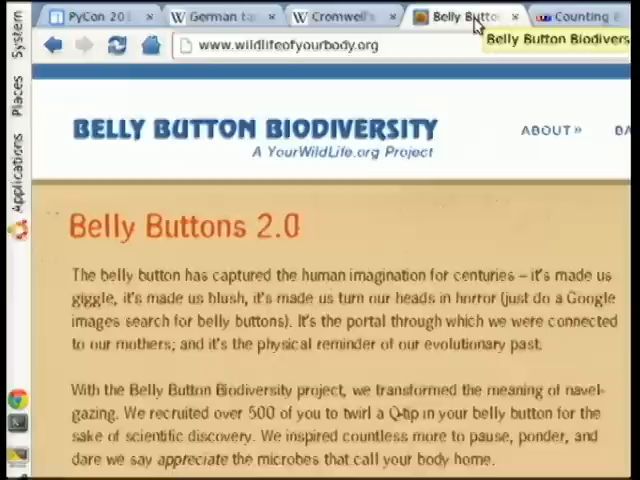 PyCon 201
German ta
Cromwell's
Belly Butto
Counting
Belly Button Biodivers
www.wildlifeofyourbody.org
System
Places
Applications
BELLY BUTTON BIODIVERSITY
ABOUT»
A YourWildLife.org Project
Belly Buttons 2.0
The belly button has captured the human imagination for centuries – it's made us
giggle, it's made us blush, it's made us turn our heads in horror (just do a Google
images search for belly buttons). It's the portal through which we were connected
to our mothers; and it's the physical reminder of our evolutionary past.
With the Belly Button Biodiversity project, we transformed the meaning of navel-
gazing. We recruited over 500 of you to twirl a Q-tip in your belly button for the
sake of scientific discovery. We inspired countless more to pause, ponder, and
dare we say appreciate the microbes that call your body home.